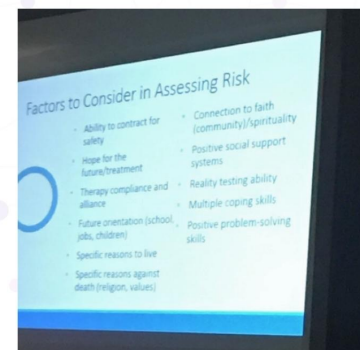 Factors to Consider in Assessing Risk
Ability to contract for
safety
Hope for the
future/treatment
Therapy compliance and
alliance
Future orientation (school,
jobs, children)
Specific reasons to live
Specific reasons against
death (religion, values)
Connection to faith
(community)/spirituality
Positive social support
systems
Reality testing ability
Multiple coping skills
Positive problem-solving
skills